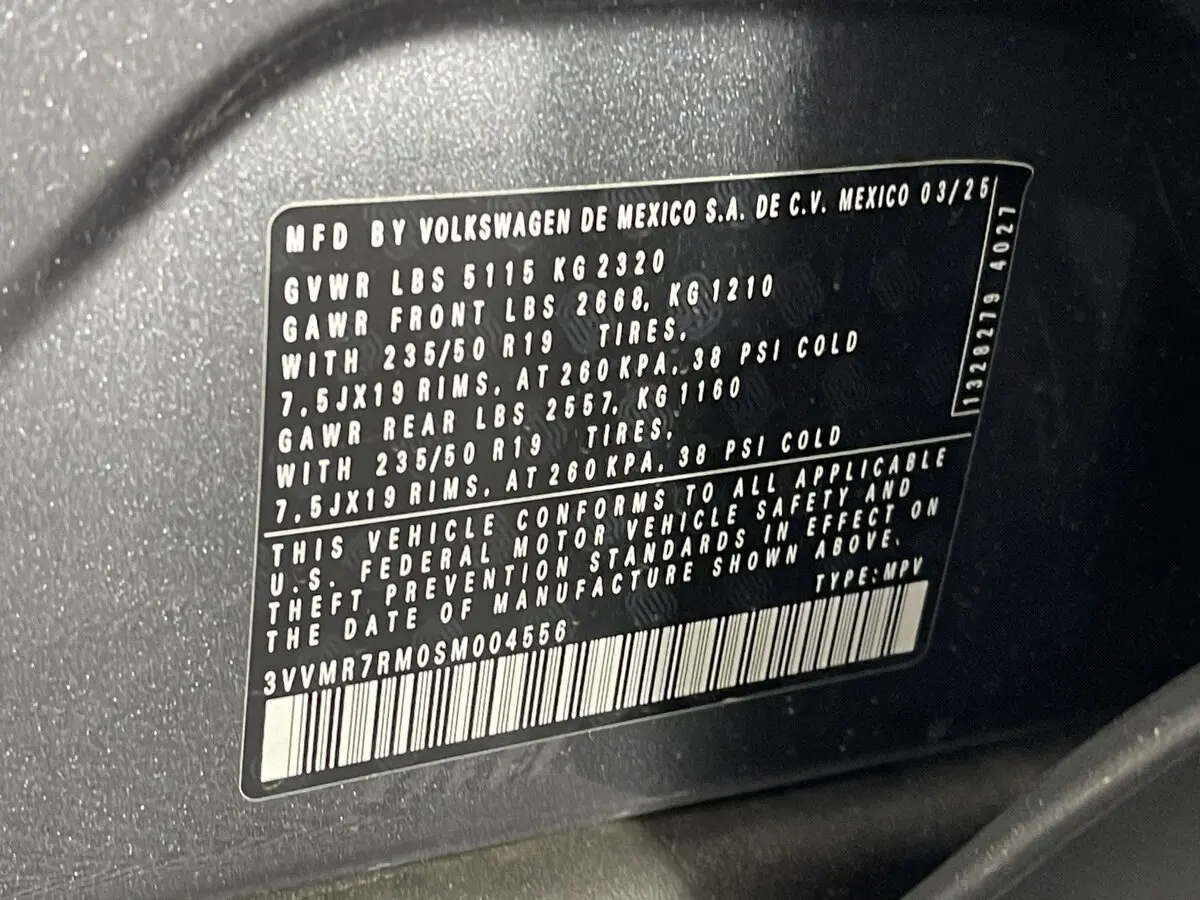 MFD BY VOLKSWAGEN DE MEXICO S.A. DE C.V. MEXICO 03/25
GVWR LBS 5115 KG 2320
GAWR FRONT LBS 2668, KG 1210
WITH 235/50 R19 TIRES,
7,5JX19 RIMS, AT 260 KPA, 38 PSI COLD
GAWR REAR LBS 2557, KG 1160
WITH 235/50 R19 TIRES,
7,5JX19 RIMS, AT 260 KPA, 38 PSI COLD
1328279 4027
THIS VEHICLE CONFORMS TO ALL APPLICABLE
U.S. FEDERAL MOTOR VEHICLE SAFETY AND
THEFT PREVENTION STANDARDS IN EFFECT ON
THE DATE OF MANUFACTURE SHOWN ABOVE.
TYPE:MPV
3VVMR7RM0SM004556